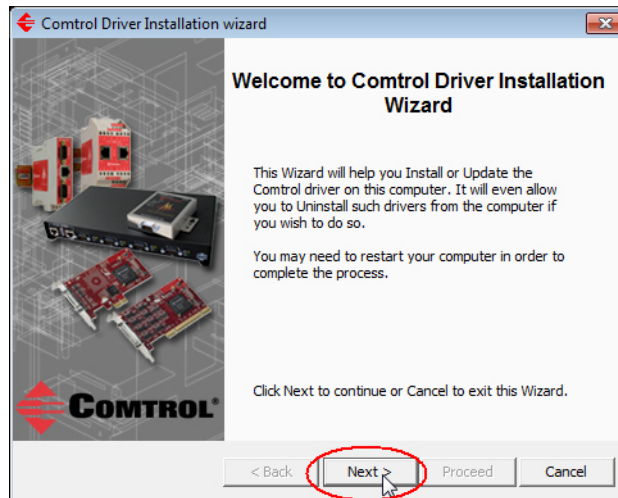 Comtrol Driver Installation wizard
Welcome to Comtrol Driver Installation
Wizard
This Wizard will help you Install or Update the
Comtrol driver on this computer. It will even allow
you to Uninstall such drivers from the computer if
you wish to do so.
You may need to restart your computer in order to
complete the process.
Click Next to continue or Cancel to exit this Wizard.
COMTROL®
< Back Next > Proceed Cancel